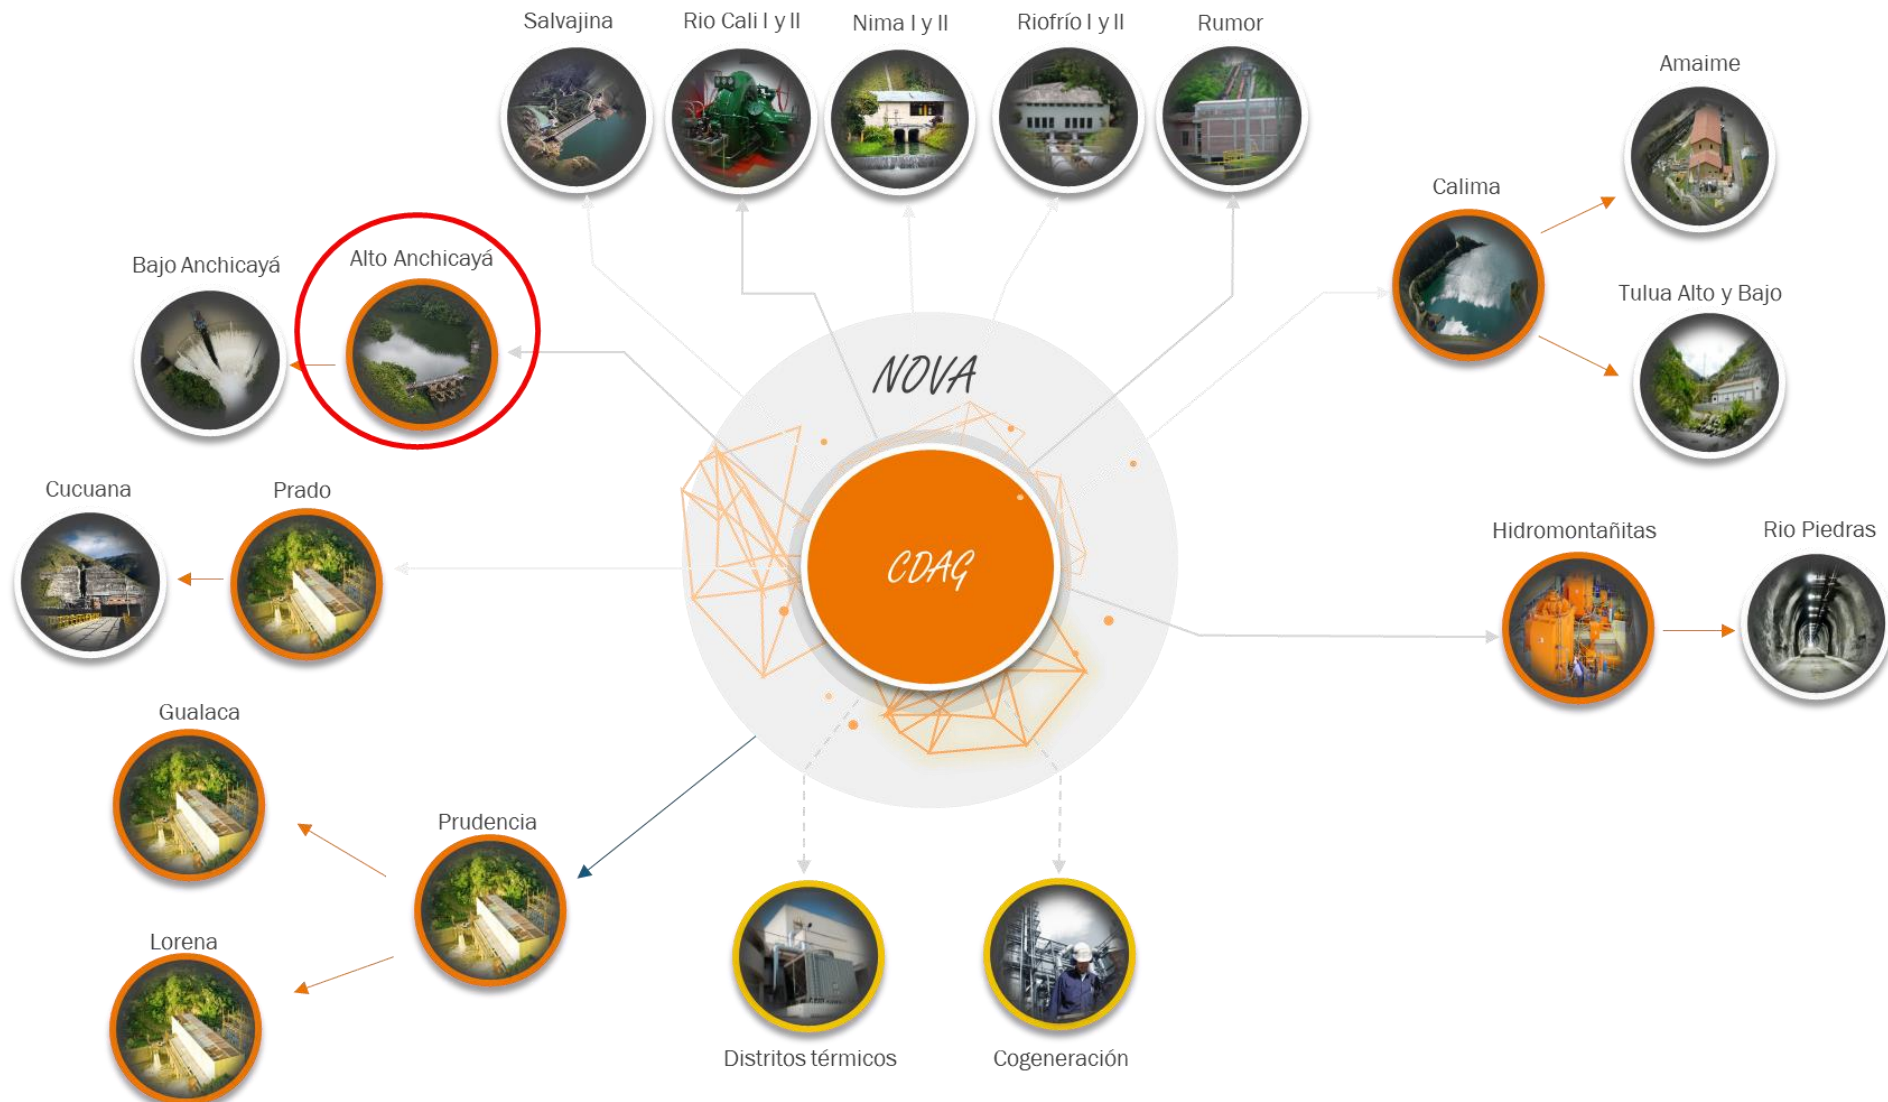 Salvajina
Rio Cali I y II
Nima I y II
Riofrío I y II
Rumor
Amaime
Calima
Bajo Anchicayá
Alto Anchicayá
Tulua Alto y Bajo
NOVA
Cucuana
Prado
CDAG
Hidromontañitas
Rio Piedras
Gualaca
Prudencia
Lorena
Distritos térmicos
Cogeneración